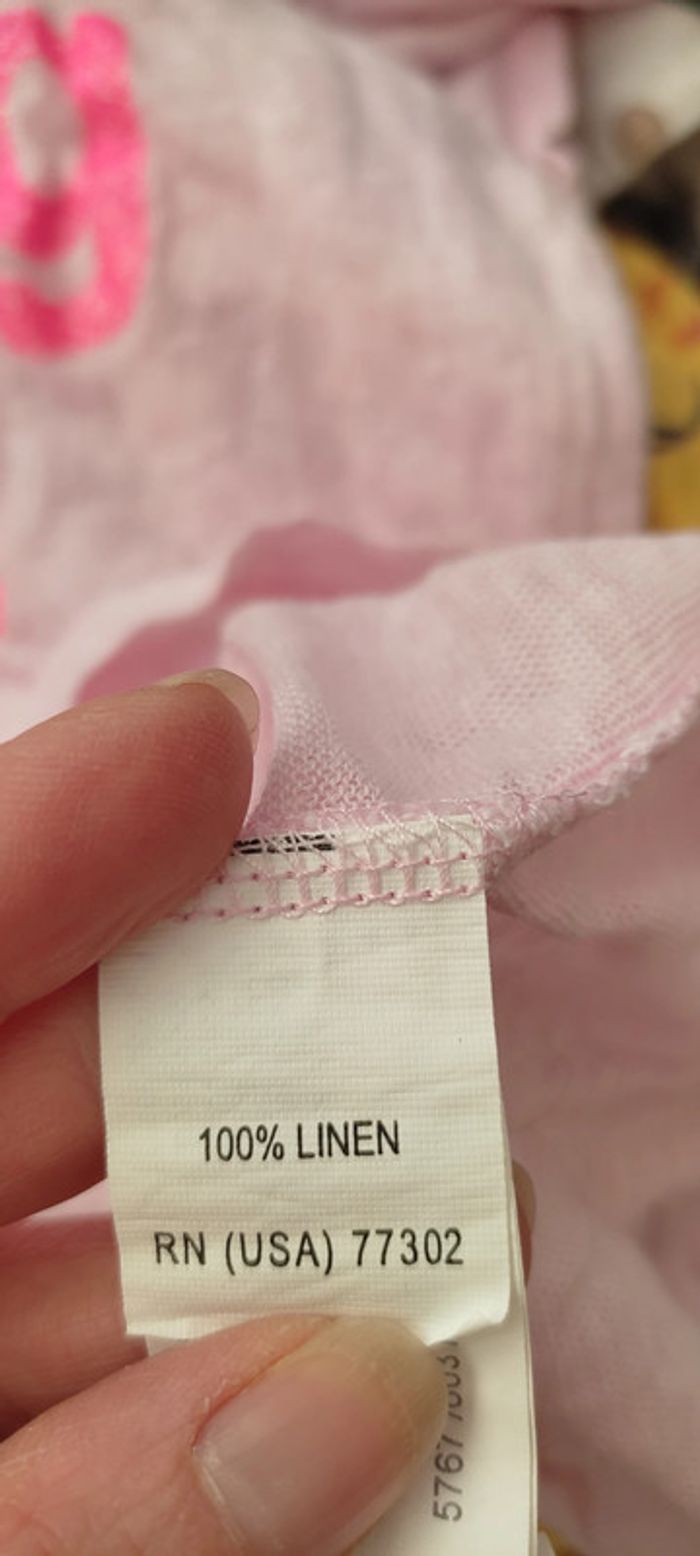 g
100% LINEN
RN (USA) 77302